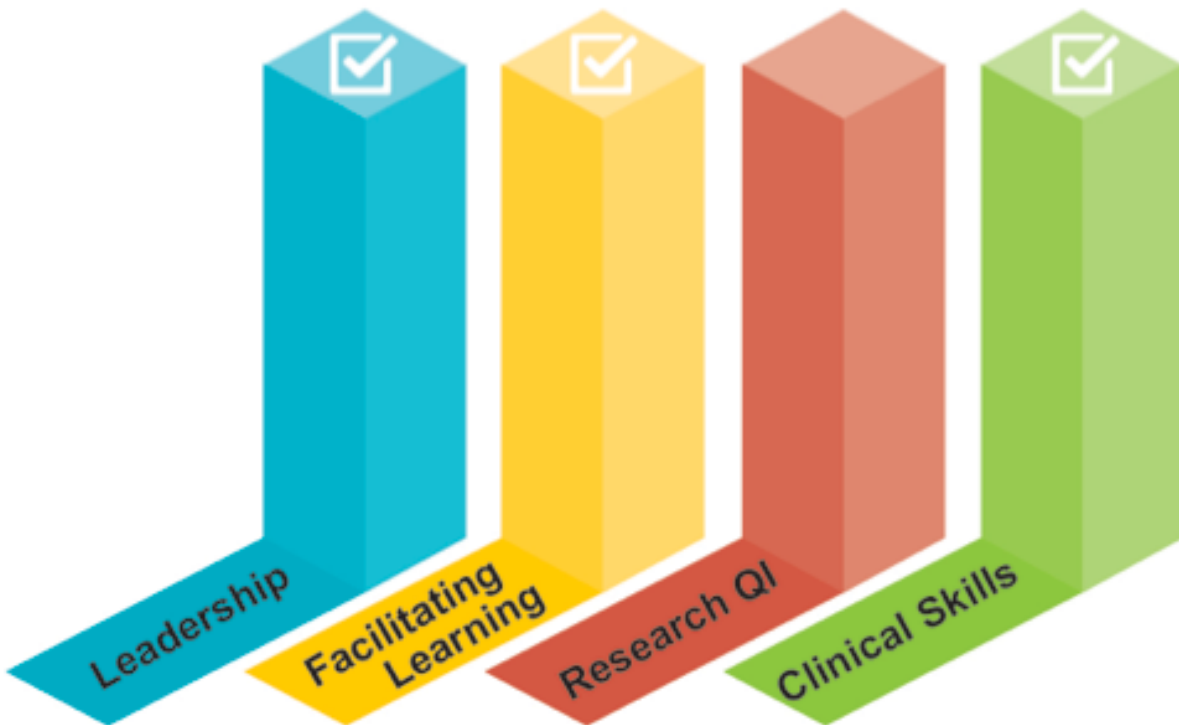 Leadership
Facilitating
Learning
Research QI
Clinical Skills